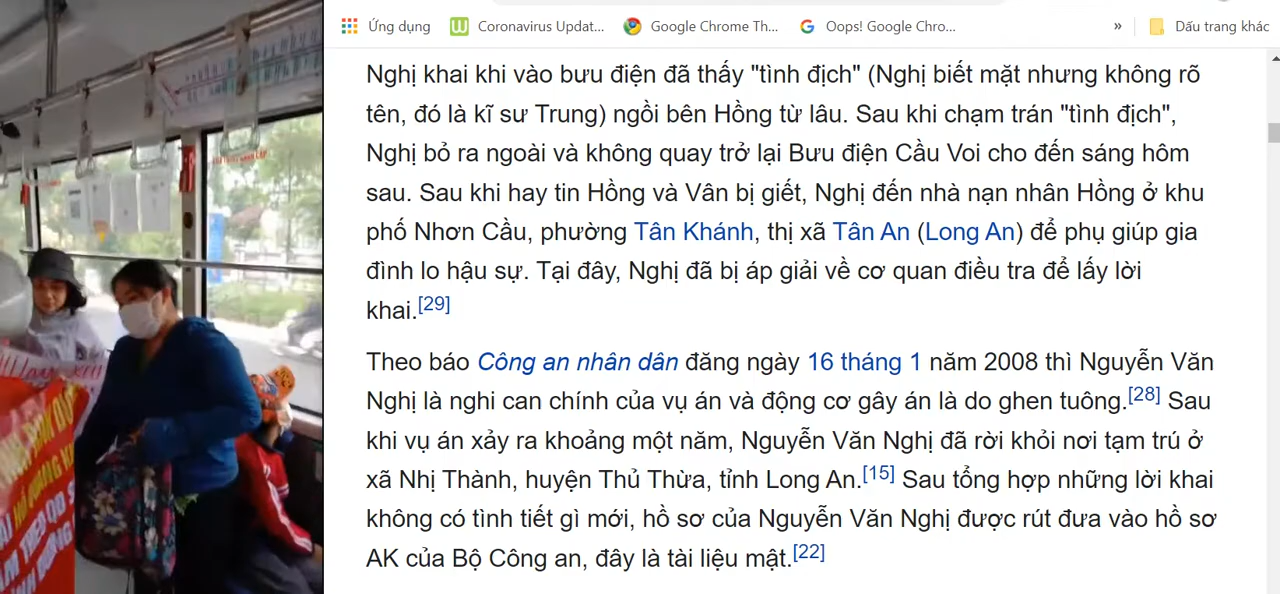 Ứng dụng
Coronavirus Updat...
Google Chrome Th...
Oops! Google Chro...
»
Dấu trang khác
Nghị khai khi vào bưu điện đã thấy "tình địch" (Nghị biết mặt nhưng không rõ
tên, đó là kĩ sư Trung) ngồi bên Hồng từ lâu. Sau khi chạm trán "tình địch",
Nghị bỏ ra ngoài và không quay trở lại Bưu điện Cầu Voi cho đến sáng hôm
sau. Sau khi hay tin Hồng và Vân bị giết, Nghị đến nhà nạn nhân Hồng ở khu
phố Nhơn Cầu, phường Tân Khánh, thị xã Tân An (Long An) để phụ giúp gia
đình lo hậu sự. Tại đây, Nghị đã bị áp giải về cơ quan điều tra để lấy lời
khai.[29]
Theo báo Công an nhân dân đăng ngày 16 tháng 1 năm 2008 thì Nguyễn Văn
Nghị là nghi can chính của vụ án và động cơ gây án là do ghen tuông.[28] Sau
khi vụ án xảy ra khoảng một năm, Nguyễn Văn Nghị đã rời khỏi nơi tạm trú ở
xã Nhị Thành, huyện Thủ Thừa, tỉnh Long An.[15] Sau tổng hợp những lời khai
không có tình tiết gì mới, hồ sơ của Nguyễn Văn Nghị được rút đưa vào hồ sơ
AK của Bộ Công an, đây là tài liệu mật.[22]